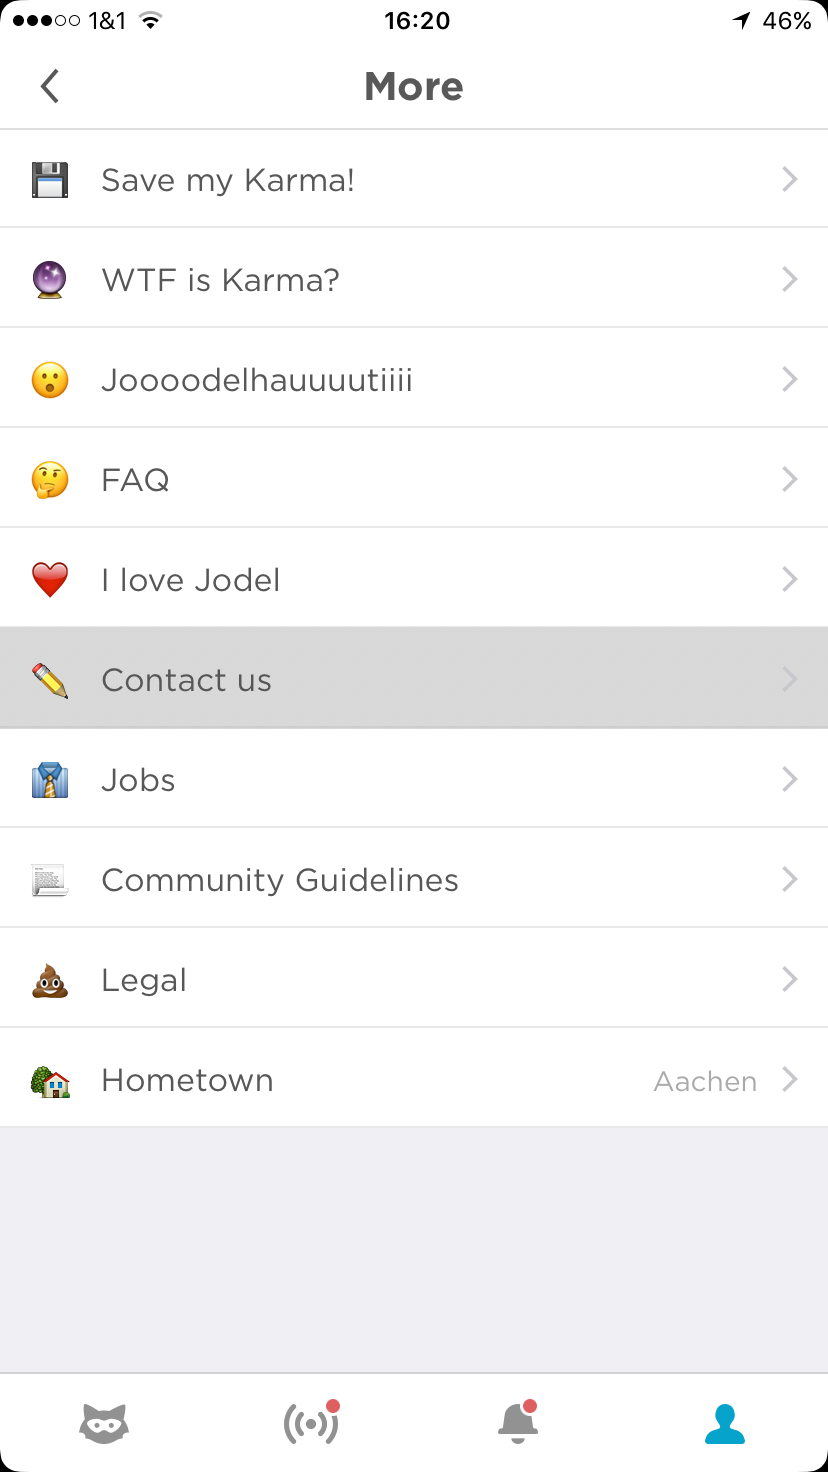 1&1 16:20 46%
More
Save my Karma!
WTF is Karma?
Joooodelhauuuutiiii
FAQ
I love Jodel
Contact us
Jobs
Community Guidelines
Legal
Hometown Aachen